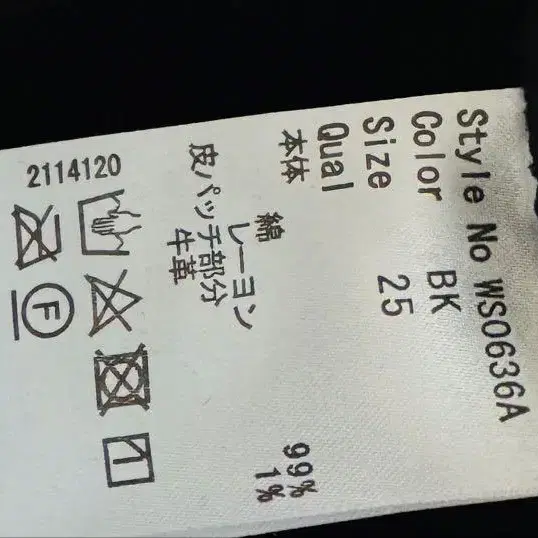 Style No WS0636A
Color BK
Size 25
Qual
本体 綿 99%
レーヨン 1%
皮パッチ部分
牛革
2114120
F